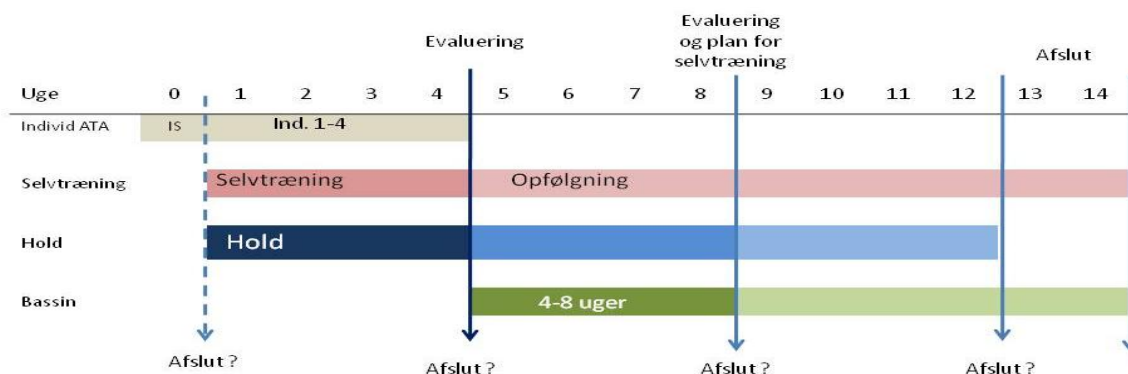 Evaluering
Evaluering
og plan for
selvtræning
Afslut
Uge 0 1 2 3 4 5 6 7 8 9 10 11 12 13 14
Individ ATA IS Ind. 1-4
Selvtræning Selvtræning Opfølgning
Hold Hold
Bassin 4-8 uger
Afslut ? Afslut ? Afslut ? Afslut ?